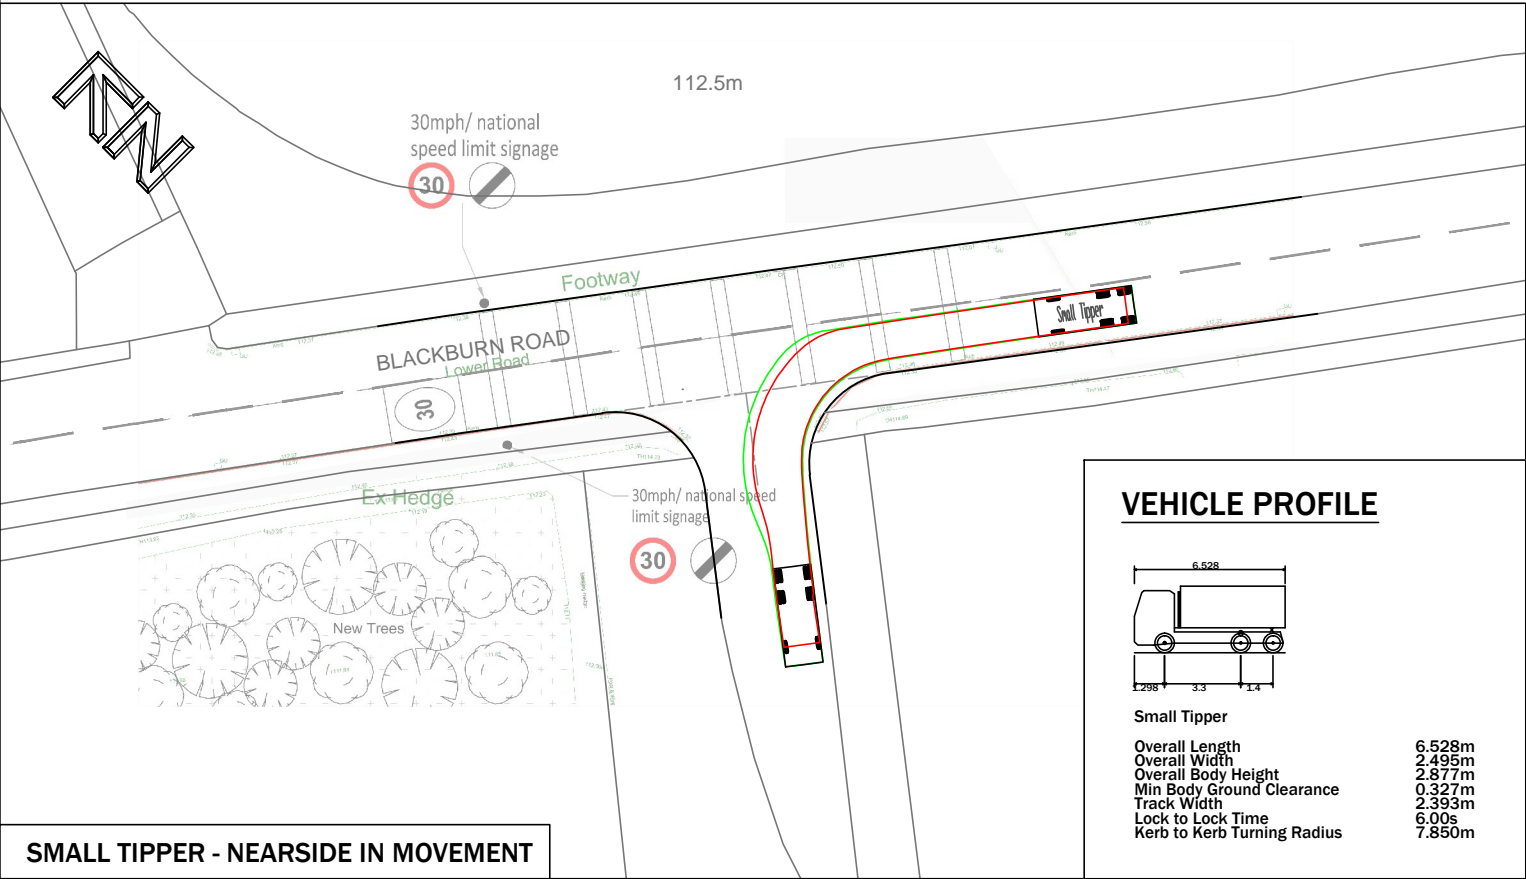 112.5m
30mph/ national
speed limit signage
30
Footway
BLACKBURN ROAD
Lower Road
30
Small Tipper
Ex Hedge
30mph/ national speed
limit signage
30
New Trees
N
VEHICLE PROFILE
6.528
1.298
3.3
1.4
Small Tipper
Overall Length 6.528m
Overall Width 2.495m
Overall Body Height 2.877m
Min Body Ground Clearance 0.327m
Track Width 2.393m
Lock to Lock Time 6.00s
Kerb to Kerb Turning Radius 7.850m
SMALL TIPPER - NEARSIDE IN MOVEMENT